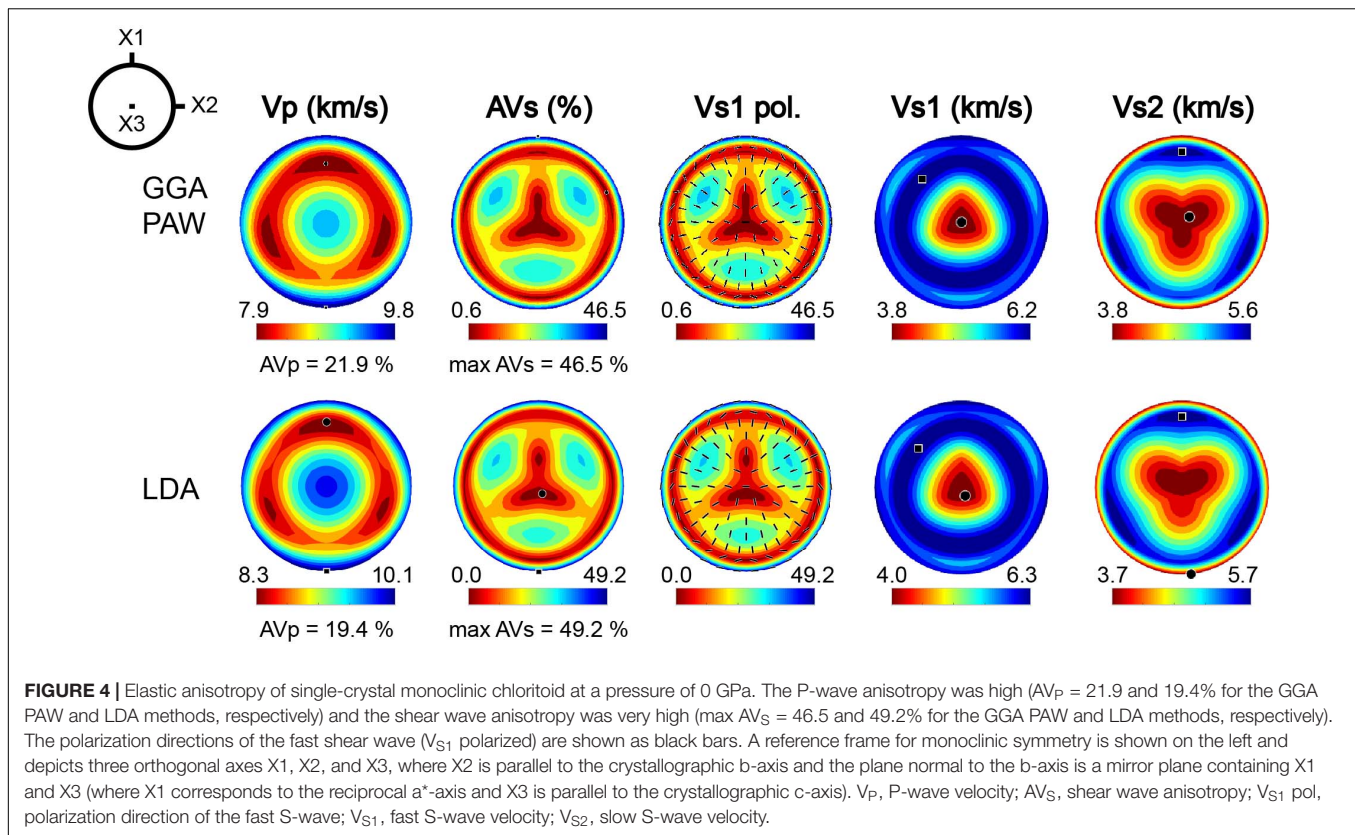 X1
X2
X3
Vp (km/s) AVs (%) Vs1 pol. Vs1 (km/s) Vs2 (km/s)
GGA
PAW
7.9 9.8 0.6 46.5 0.6 46.5 3.8 6.2 3.8 5.6
AVp = 21.9 % max AVs = 46.5 %
LDA
8.3 10.1 0.0 49.2 0.0 49.2 4.0 6.3 3.7 5.7
AVp = 19.4 % max AVs = 49.2 %
FIGURE 4 | Elastic anisotropy of single-crystal monoclinic chloritoid at a pressure of 0 GPa. The P-wave anisotropy was high (AVP = 21.9 and 19.4% for the GGA
PAW and LDA methods, respectively) and the shear wave anisotropy was very high (max AVS = 46.5 and 49.2% for the GGA PAW and LDA methods, respectively).
The polarization directions of the fast shear wave (VS1 polarized) are shown as black bars. A reference frame for monoclinic symmetry is shown on the left and
depicts three orthogonal axes X1, X2, and X3, where X2 is parallel to the crystallographic b-axis and the plane normal to the b-axis is a mirror plane containing X1
and X3 (where X1 corresponds to the reciprocal a*-axis and X3 is parallel to the crystallographic c-axis). VP, P-wave velocity; AVS, shear wave anisotropy; VS1 pol,
polarization direction of the fast S-wave; VS1, fast S-wave velocity; VS2, slow S-wave velocity.